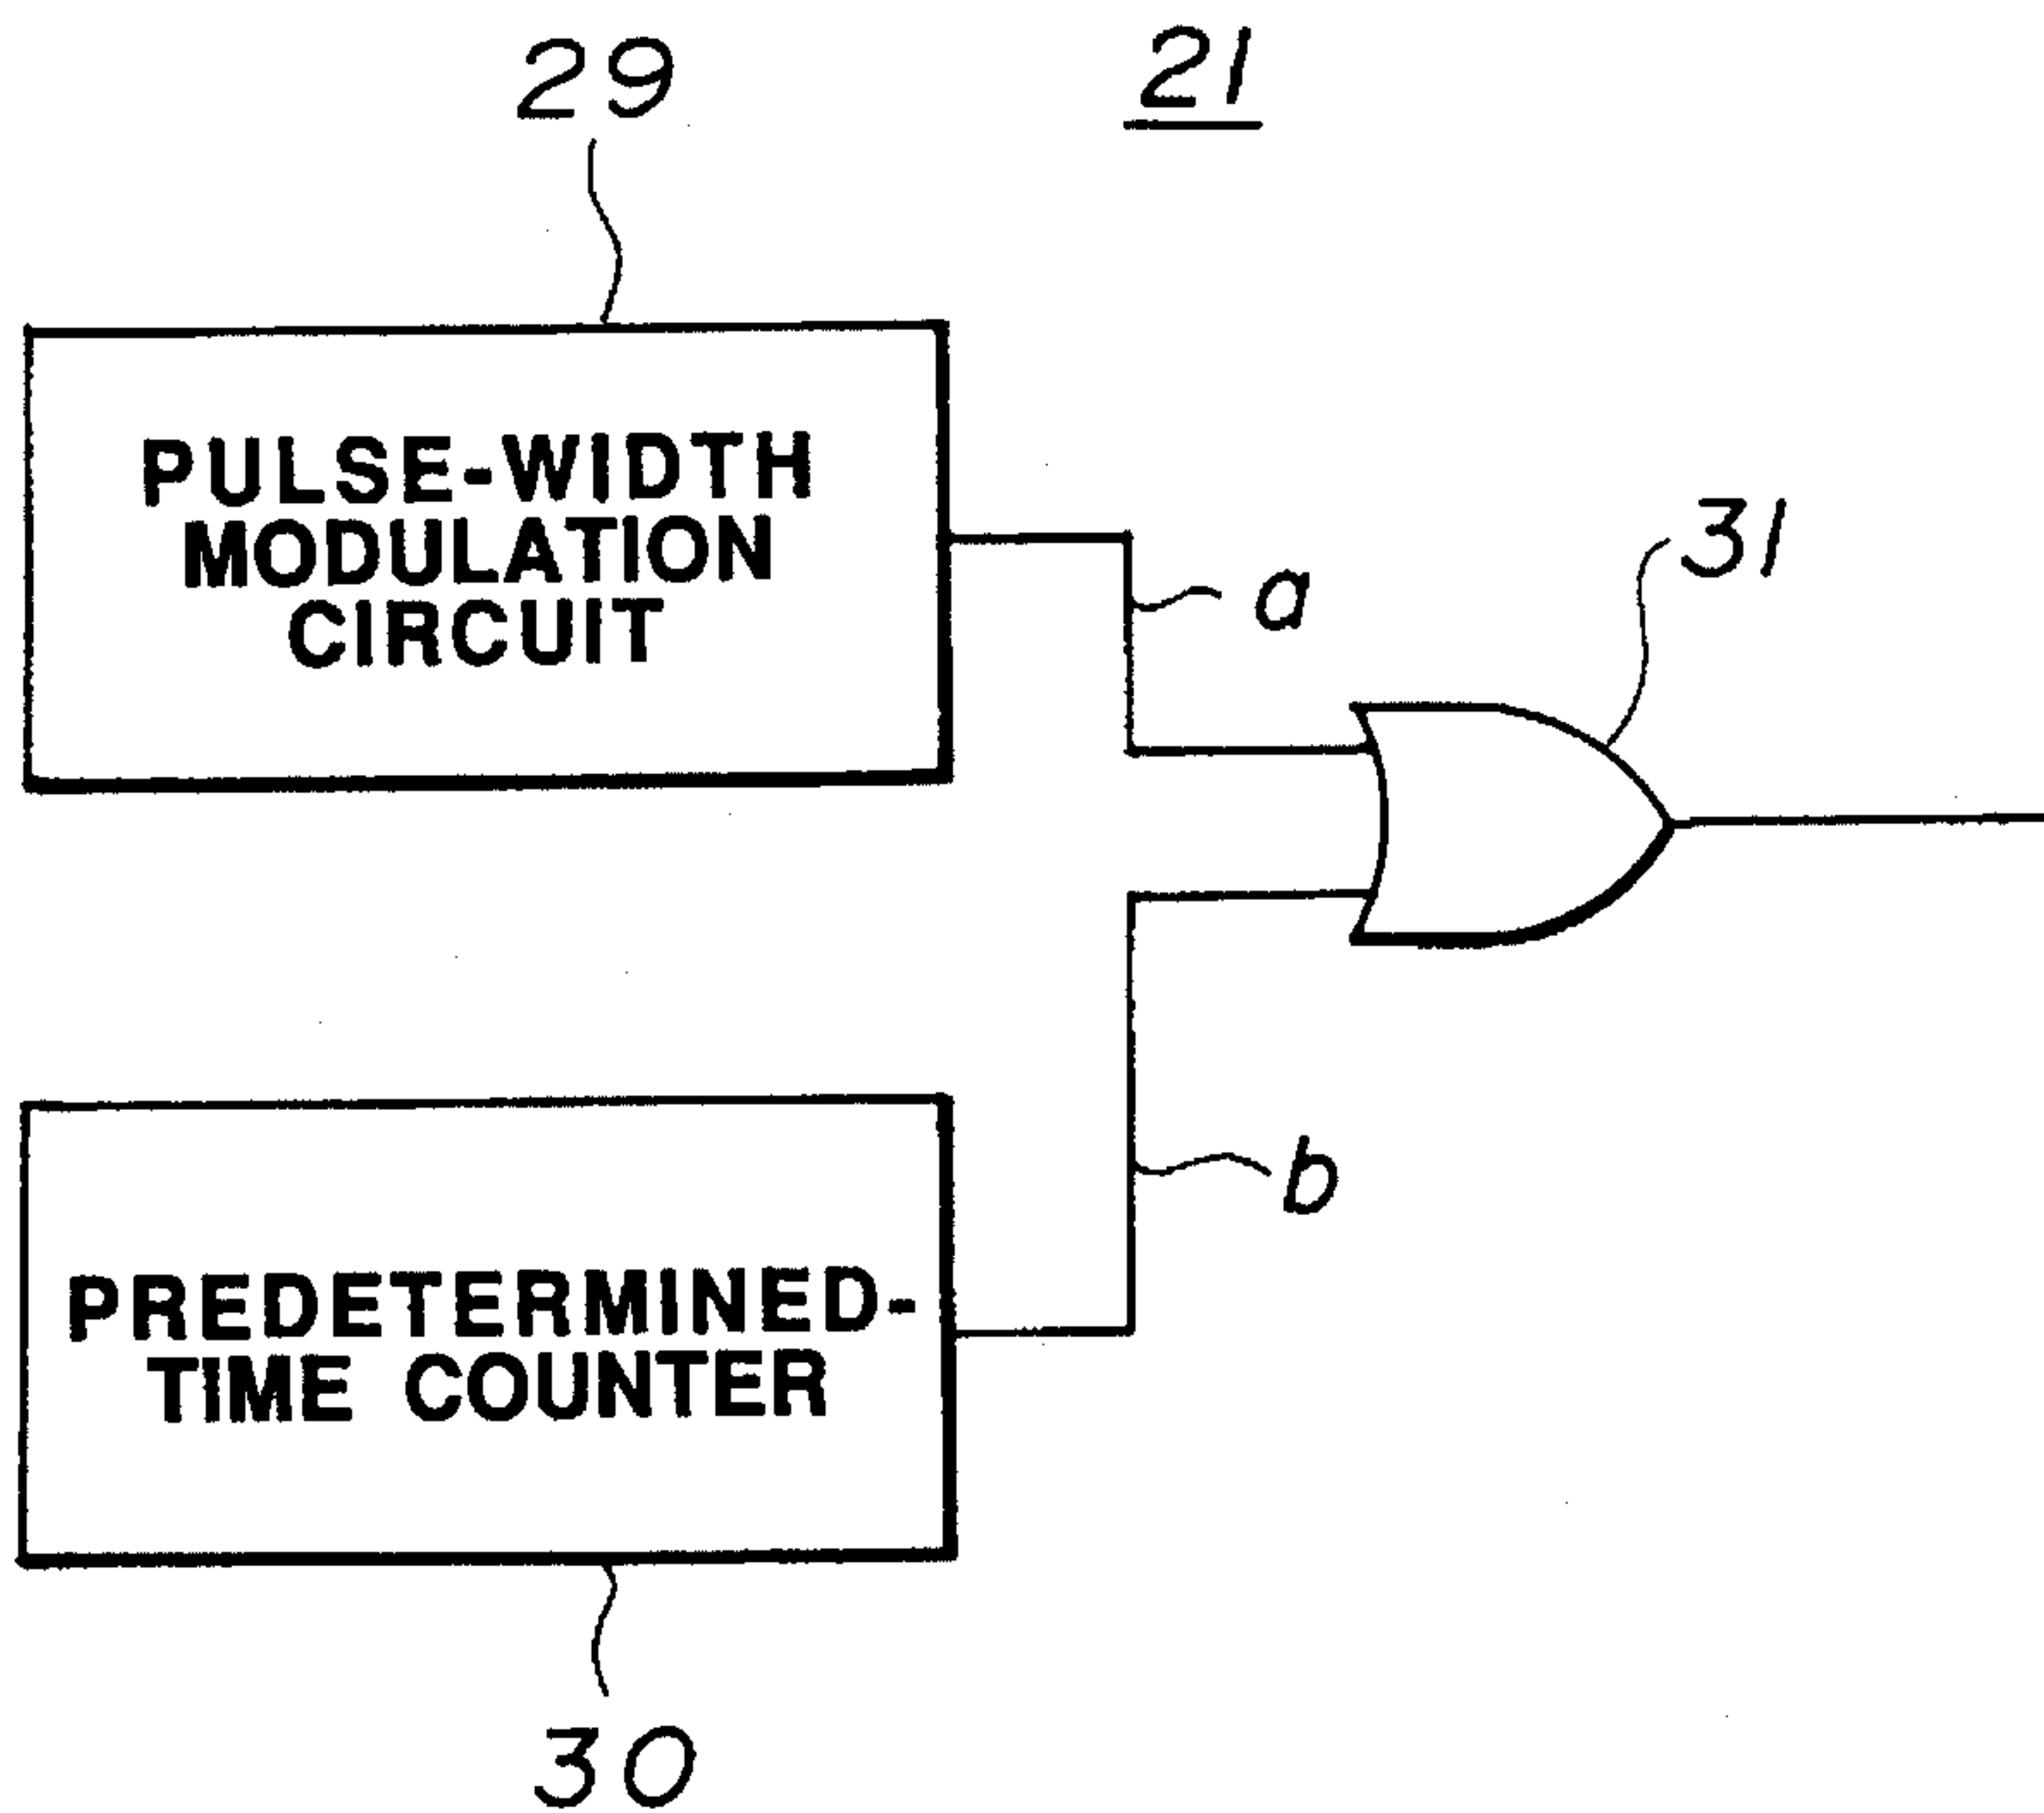 29
21
PULSE-WIDTH
MODULATION
CIRCUIT
a
31
b
PREDETERMINED-
TIME COUNTER
30